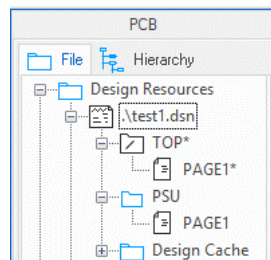 PCB
File Hierarchy
Design Resources
.\test1.dsn
TOP*
PAGE1*
PSU
PAGE1
Design Cache